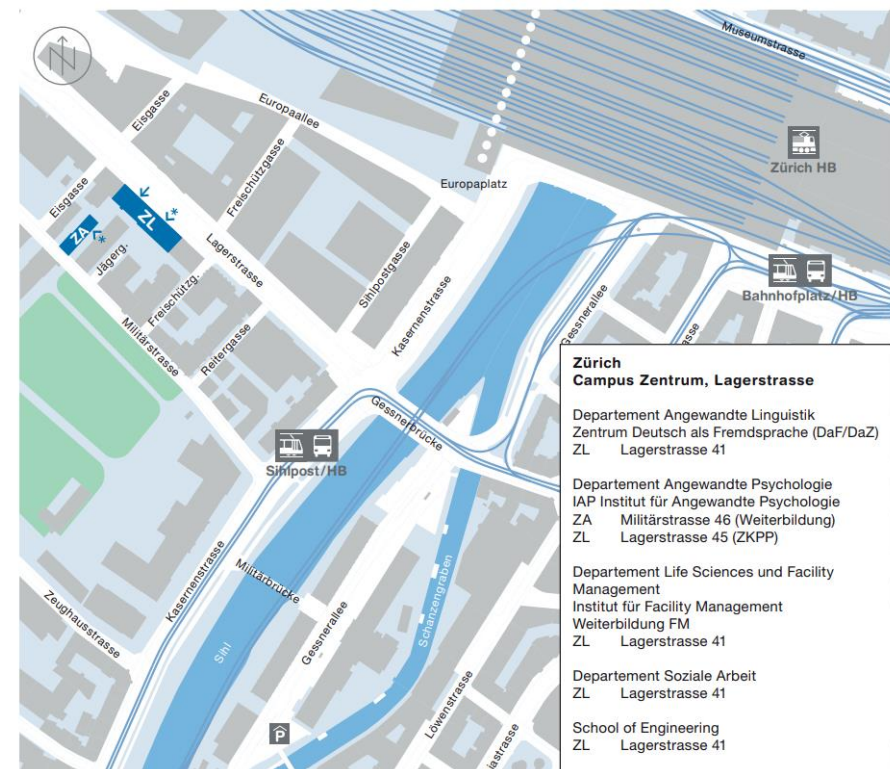 N
Museumstrasse
Zürich HB
Europaallee
Eisgasse
Europaplatz
Freischützgasse
Eisgasse
ZL
ZA
Jägerg.
Lagerstrasse
Sihlpostgasse
Freischützg.
Kasernenstrasse
Gessnerallee
Bahnhofplatz/HB
Militärstrasse
Reitergasse
strasse
Gessnerbrücke
Sihlpost/HB
Kasernenstrasse
Militärbrücke
Zeughausstrasse
Sihl
Gessnerallee
Schanzengraben
Löwenstrasse
iastrasse
P
Zürich
Campus Zentrum, Lagerstrasse
Departement Angewandte Linguistik
Zentrum Deutsch als Fremdsprache (DaF/DaZ)
ZL Lagerstrasse 41
Departement Angewandte Psychologie
IAP Institut für Angewandte Psychologie
ZA Militärstrasse 46 (Weiterbildung)
ZL Lagerstrasse 45 (ZKPP)
Departement Life Sciences und Facility
Management
Institut für Facility Management
Weiterbildung FM
ZL Lagerstrasse 41
Departement Soziale Arbeit
ZL Lagerstrasse 41
School of Engineering
ZL Lagerstrasse 41